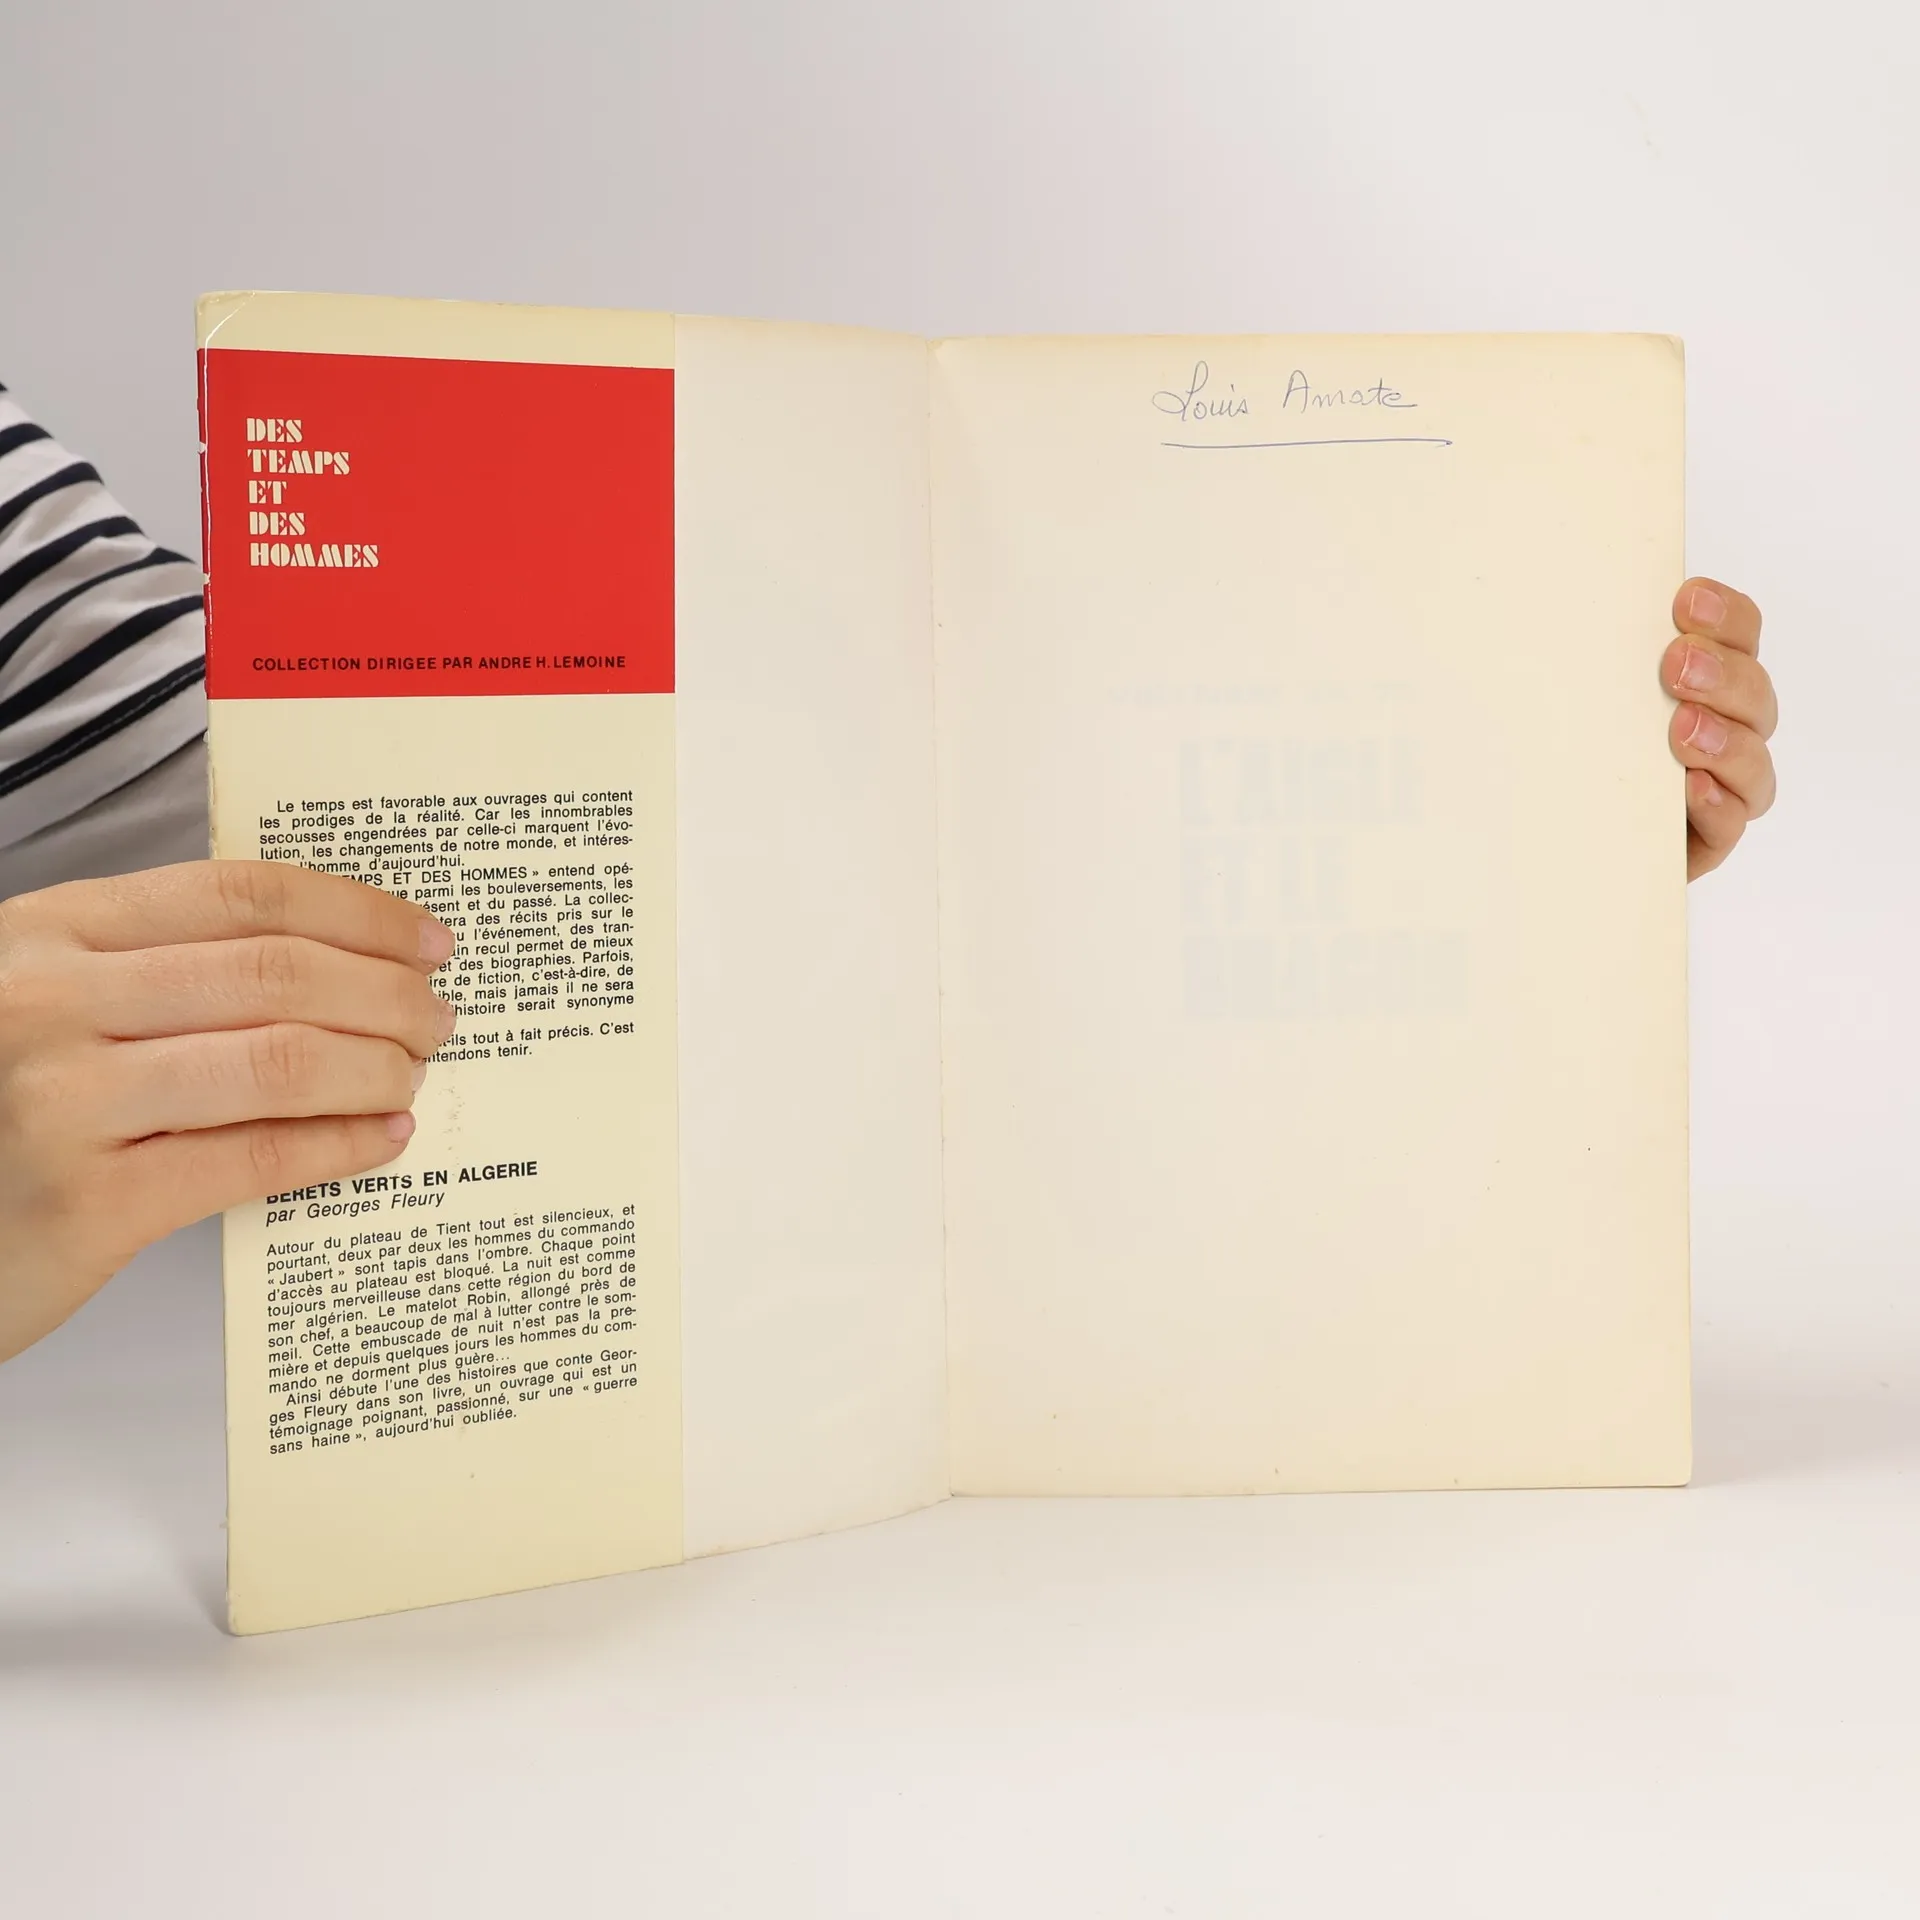 DES
TEMPS
ET
DES
HOMMES
COLLECTION DIRIGEE PAR ANDRE H. LEMOINE
Le temps est favorable aux ouvrages qui content
les prodiges de la réalité. Car les innombrables
secousses engendrées par celle-ci marquent l'évo-
lution, les changements de notre monde, et intéres-
l'homme d'aujourd'hui.
ET DES HOMMES » entend opé-
parmi les bouleversements, les
et du passé. La collec-
des récits pris sur le
l'événement, des tran-
recul permet de mieux
et des biographies. Parfois,
de fiction, c'est-à-dire, de
mais jamais il ne sera
histoire serait synonyme
tout à fait précis. C'est
tenir.
BERETS VERTS EN ALGERIE
par Georges Fleury
Autour du plateau de Tient tout est silencieux, et
pourtant, deux par deux les hommes du commando
« Jaubert » sont tapis dans l'ombre. Chaque point
d'accès au plateau est bloqué. La nuit est comme
toujours merveilleuse dans cette région du bord de
mer algérien. Le matelot Robin, allongé près de
son chef, a beaucoup de mal à lutter contre le som-
meil. Cette embuscade de nuit n'est pas la pre-
mière et depuis quelques jours les hommes du com-
mando ne dorment plus guère...
Ainsi débute l'une des histoires que conte Geor-
ges Fleury dans son livre, un ouvrage qui est un
témoignage poignant, passionné, sur une « guerre
sans haine », aujourd'hui oubliée.
Louis Amate